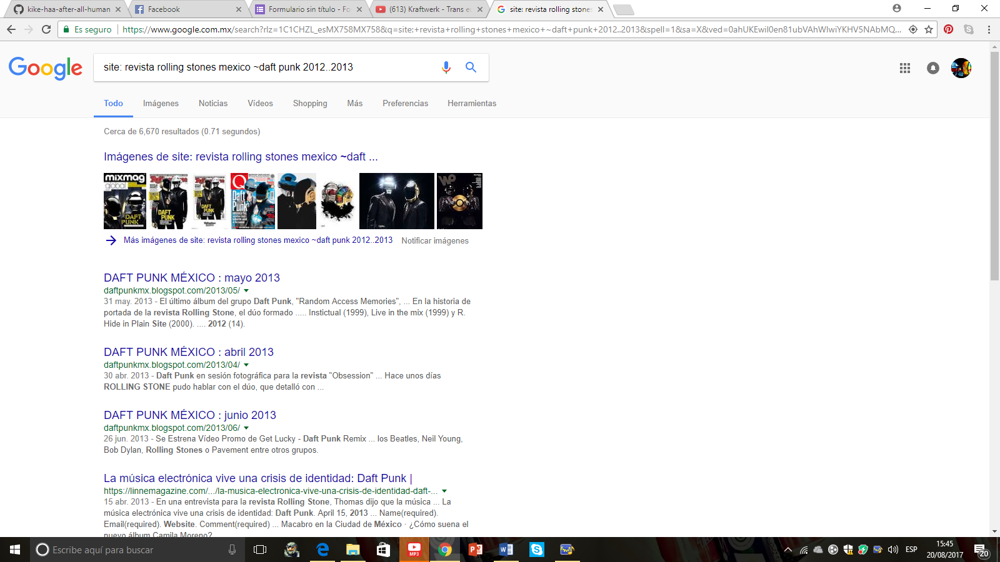 kike-haa-after-all-human
Facebook
Formulario sin título - Fo
(613) Kraftwerk - Trans e
site: revista rolling stones
Es seguro
https://www.google.com.mx/search?rlz=1C1CHZL_esMX758MX758&q=site:+revista+rolling+stones+mexico+~daft+punk+2012..2013&spell=1&sa=X&ved=0ahUKEwil0en81ubVAhWIwiYKHV5NAbMQ...
Google
site: revista rolling stones mexico ~daft punk 2012..2013
Todo Imágenes Noticias Vídeos Shopping Más Preferencias Herramientas
Cerca de 6,670 resultados (0.71 segundos)
Imágenes de site: revista rolling stones mexico ~daft ...
mixmag
global
DAFT
PUNK
DAFT
PUNK
DAFT
PUNK
Q
Daft
Punk
Más imágenes de site: revista rolling stones mexico ~daft punk 2012..2013 Notificar imágenes
DAFT PUNK MÉXICO : mayo 2013
daftpunkmx.blogspot.com/2013/05/
31 may. 2013 - El último álbum del grupo Daft Punk, "Random Access Memories", ... En la historia de
portada de la revista Rolling Stone, el dúo formado ..... Instictual (1999), Live in the mix (1999) y R.
Hide in Plain Site (2000). .... 2012 (14).
DAFT PUNK MÉXICO : abril 2013
daftpunkmx.blogspot.com/2013/04/
30 abr. 2013 - Daft Punk en sesión fotográfica para la revista "Obsession" ... Hace unos días
ROLLING STONE pudo hablar con el dúo, que detalló con ...
DAFT PUNK MÉXICO : junio 2013
daftpunkmx.blogspot.com/2013/06/
26 jun. 2013 - Se Estrena Vídeo Promo de Get Lucky - Daft Punk Remix ... los Beatles, Neil Young,
Bob Dylan, Rolling Stones o Pavement entre otros grupos.
La música electrónica vive una crisis de identidad: Daft Punk |
https://linnemagazine.com/.../la-musica-electronica-vive-una-crisis-de-identidad-daft-...
15 abr. 2013 - En una entrevista para la revista Rolling Stone, Thomas dijo que la música ... La
música electrónica vive una crisis de identidad: Daft Punk. April 15, 2013 ... Name(required).
Email(required). Website. Comment(required) ... Macabro en la Ciudad de México · ¿Cómo suena el
nuevo álbum Camila Moreno?
Escribe aquí para buscar
MP3
ESP
15:45
20/08/2017
20